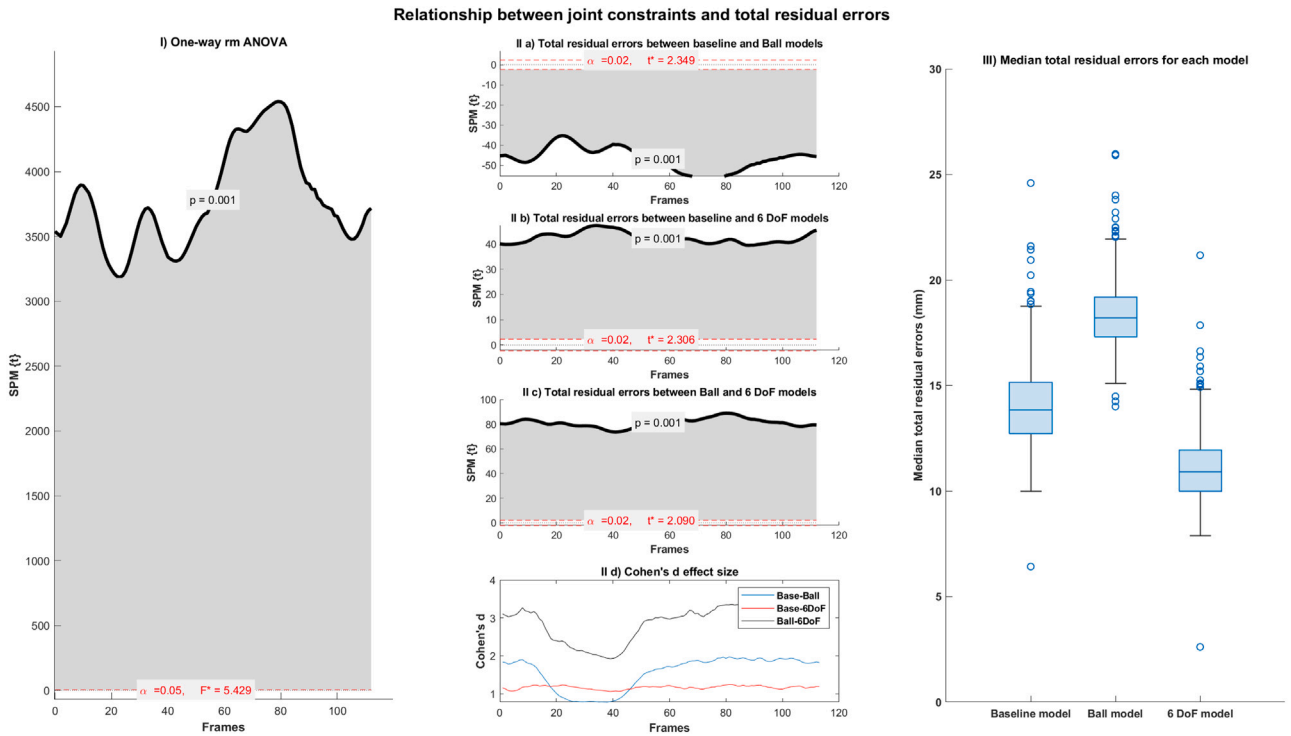 Relationship between joint constraints and total residual errors
I) One-way rm ANOVA
SPM {t}
4500
4000
3500
3000
2500
2000
1500
1000
500
0
p = 0.001
α =0.05, F* = 5.429
0 20 40 60 80 100
Frames
II a) Total residual errors between baseline and Ball models
SPM {t}
0
-10
-20
-30
-40
-50
α =0.02, t* = 2.349
p = 0.001
0 20 40 60 80 100 120
Frames
II b) Total residual errors between baseline and 6 DoF models
SPM {t}
40
30
20
10
0
p = 0.001
α =0.02, t* = 2.306
0 20 40 60 80 100 120
Frames
II c) Total residual errors between Ball and 6 DoF models
SPM {t}
100
80
60
40
20
0
p = 0.001
α =0.02, t* = 2.090
0 20 40 60 80 100 120
Frames
II d) Cohen's d effect size
Cohen's d
4
3
2
1
Base-Ball
Base-6DoF
Ball-6DoF
0 20 40 60 80 100 120
Frames
III) Median total residual errors for each model
Median total residual errors (mm)
30
25
20
15
10
5
0
Baseline model Ball model 6 DoF model